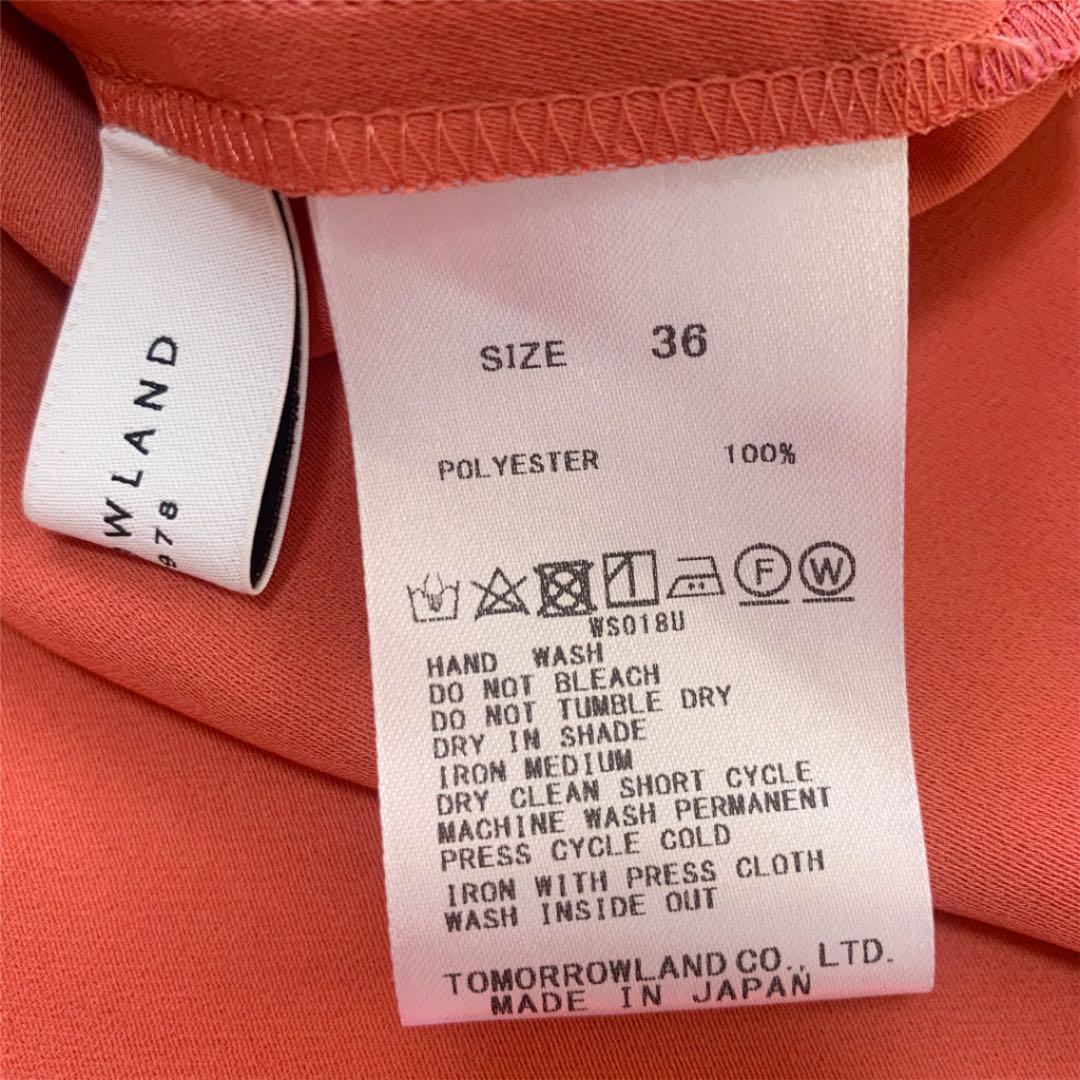 WLAND
978
SIZE 36
POLYESTER 100%
F W
WS018U
HAND WASH
DO NOT BLEACH
DO NOT TUMBLE DRY
DRY IN SHADE
IRON MEDIUM
DRY CLEAN SHORT CYCLE
MACHINE WASH PERMANENT
PRESS CYCLE COLD
IRON WITH PRESS CLOTH
WASH INSIDE OUT
TOMORROWLAND CO., LTD.
MADE IN JAPAN